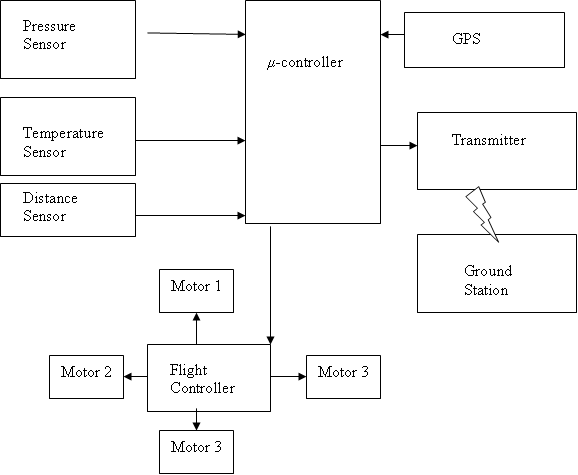 Pressure
Sensor
μ-controller
GPS
Temperature
Sensor
Transmitter
Distance
Sensor
Ground
Station
Motor 1
Motor 2
Flight
Controller
Motor 3
Motor 3